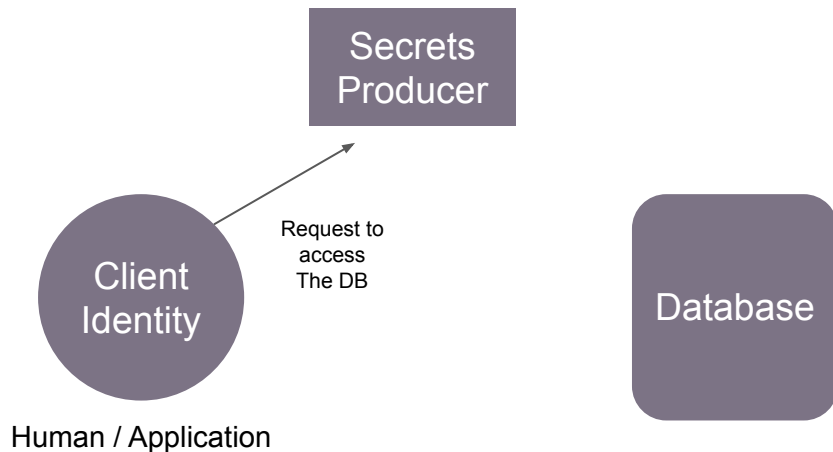 Secrets
Producer
Request to
access
The DB
Client
Identity
Database
Human / Application